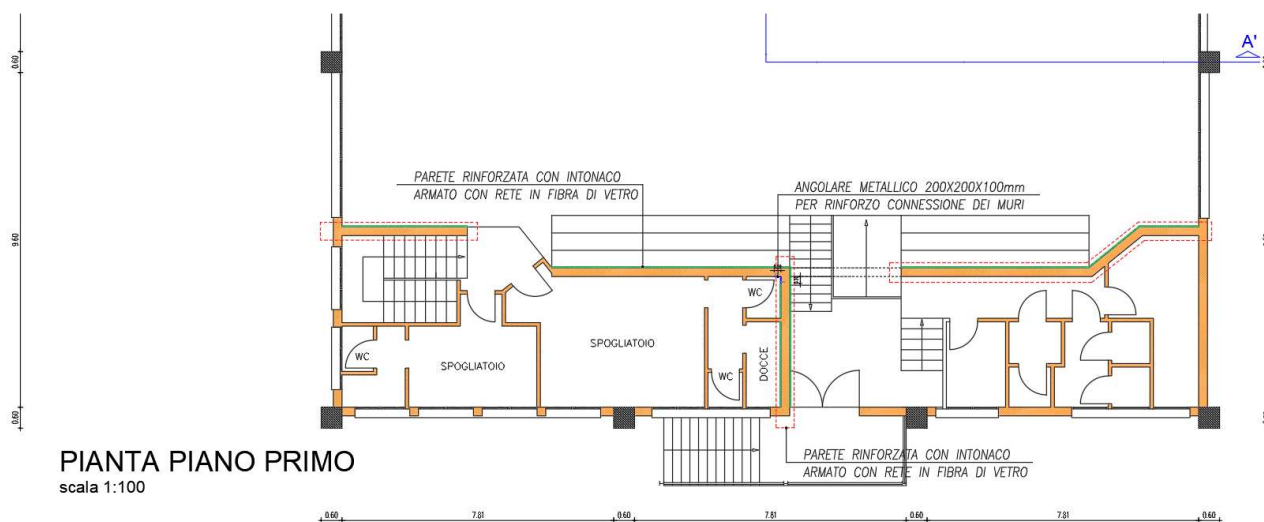 A'
0.60
PARETE RINFORZATA CON INTONACO
ARMATO CON RETE IN FIBRA DI VETRO
ANGOLARE METALLICO 200X200X100mm
PER RINFORZO CONNESSIONE DEI MURI
9.60
WC
SPOGLIATOIO
WC
SPOGLIATOIO
WC
DOCCE
0.60
PARETE RINFORZATA CON INTONACO
ARMATO CON RETE IN FIBRA DI VETRO
PIANTA PIANO PRIMO
scala 1:100
0.60 7.81 0.60 7.81 0.60 7.81 0.60